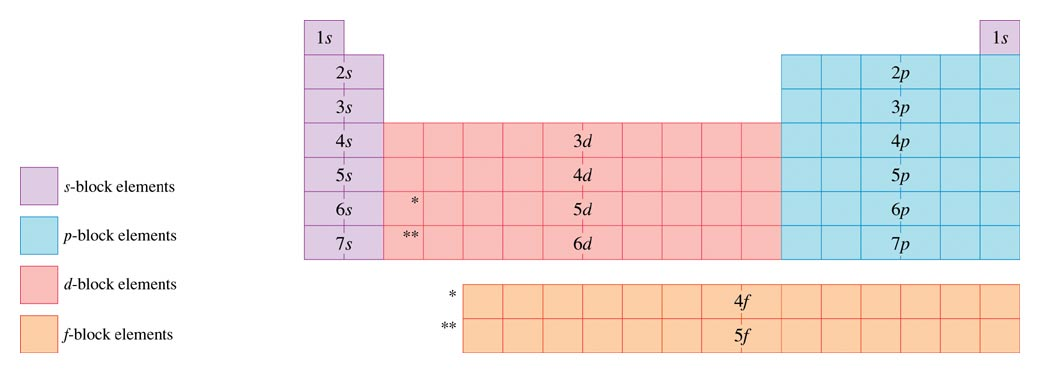 1s 1s
2s 2p
3s 3p
4s 3d 4p
5s 4d 5p
6s * 5d 6p
7s ** 6d 7p
* 4f
** 5f
s-block elements
p-block elements
d-block elements
f-block elements